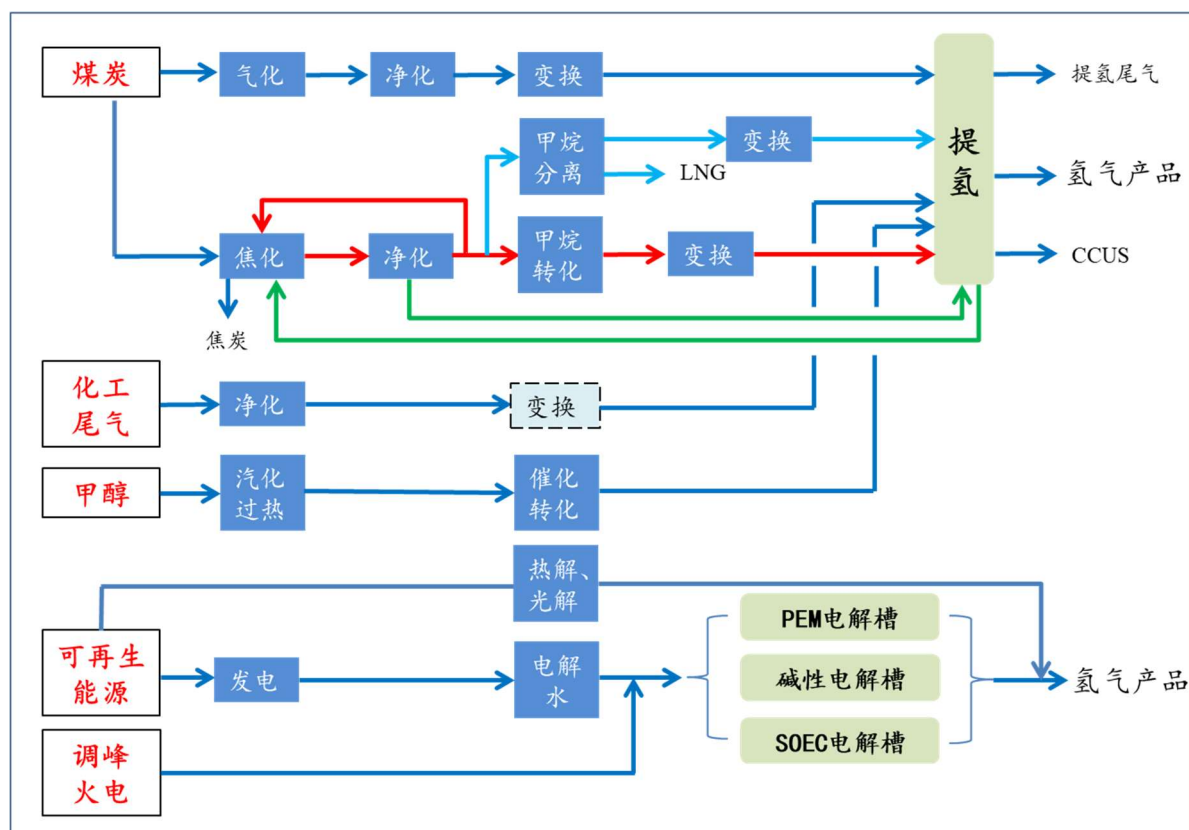 煤炭
气化
净化
变换
提氢
提氢尾气
甲烷
分离
变换
LNG
氢气产品
焦化
净化
甲烷
转化
变换
CCUS
焦炭
化工
尾气
净化
变换
甲醇
汽化
过热
催化
转化
热解、
光解
可再生
能源
发电
电解
水
PEM电解槽
碱性电解槽
SOEC电解槽
氢气产品
调峰
火电